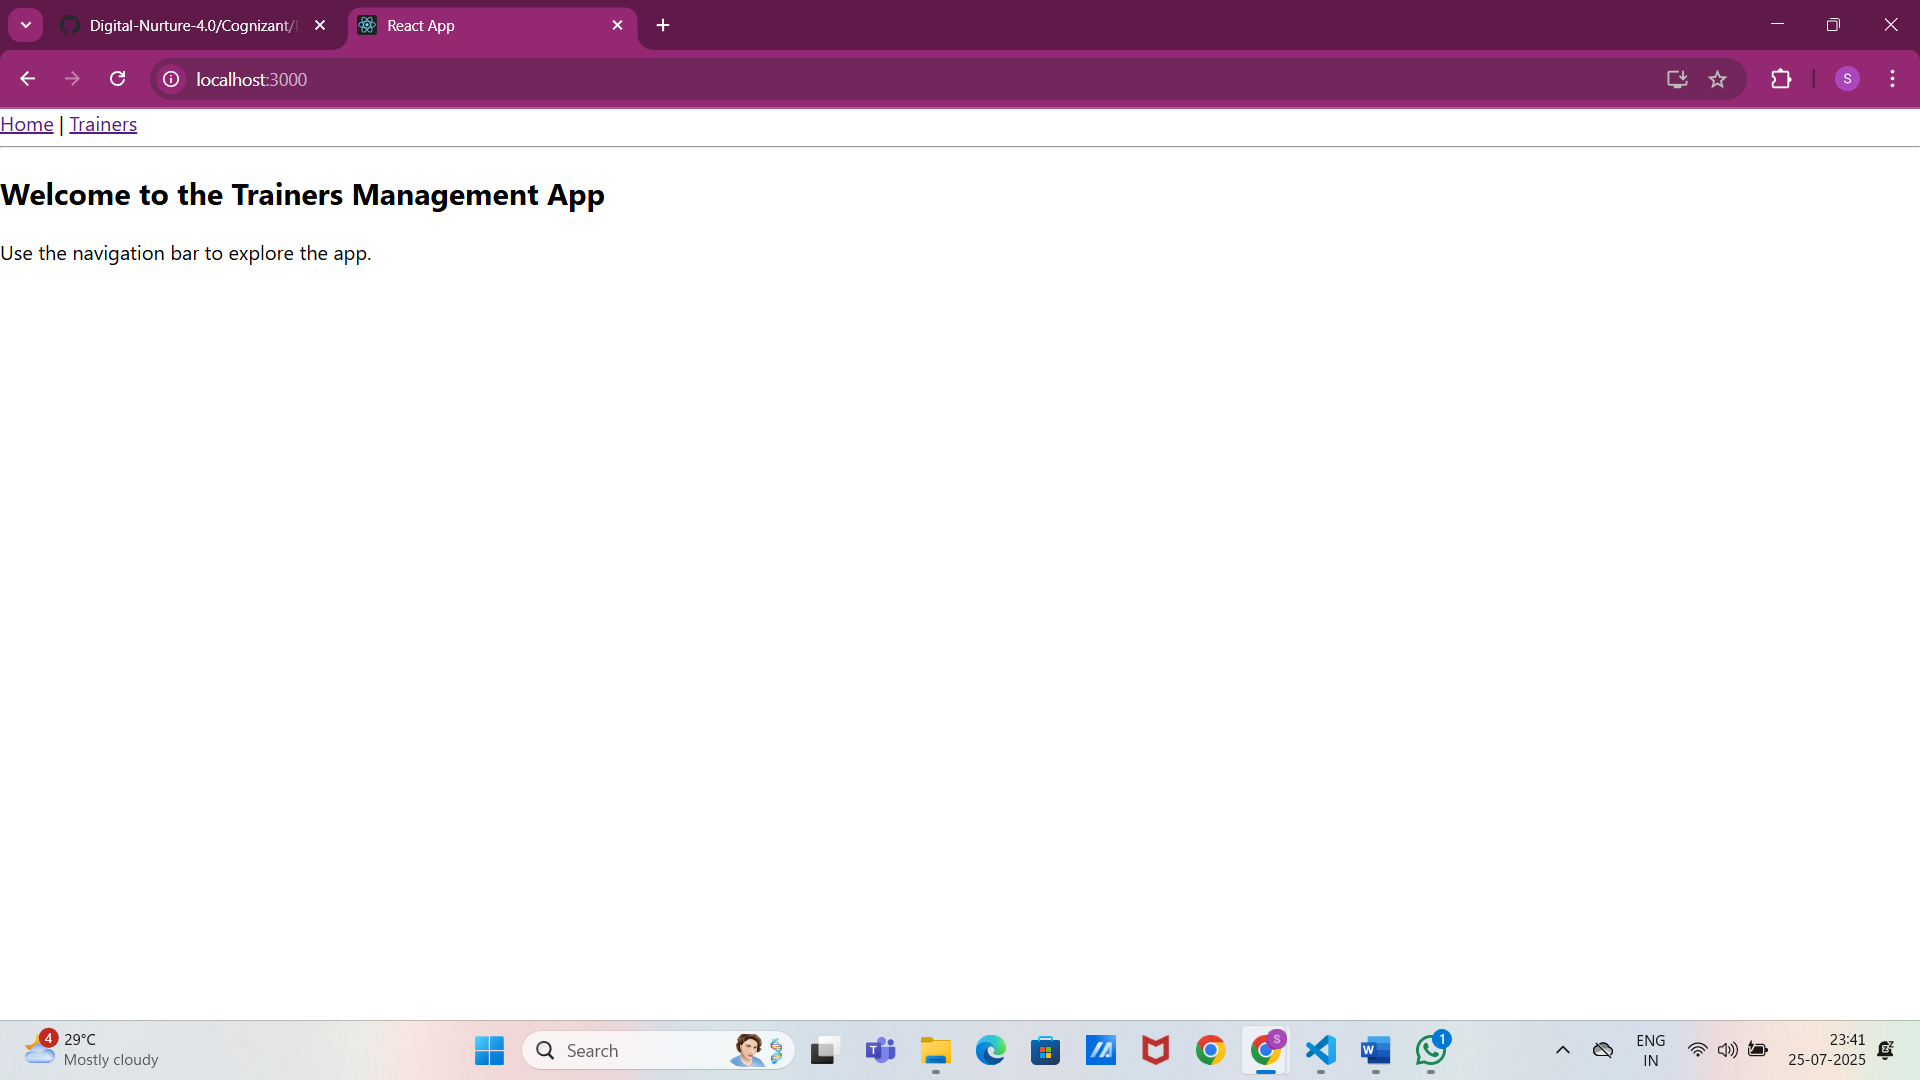 Digital-Nurture-4.0/Cognizant/
React App
localhost:3000
S
Home | Trainers
Welcome to the Trainers Management App
Use the navigation bar to explore the app.
4
29°C
Mostly cloudy
Search
T
S
W
1
ENG
IN
23:41
25-07-2025